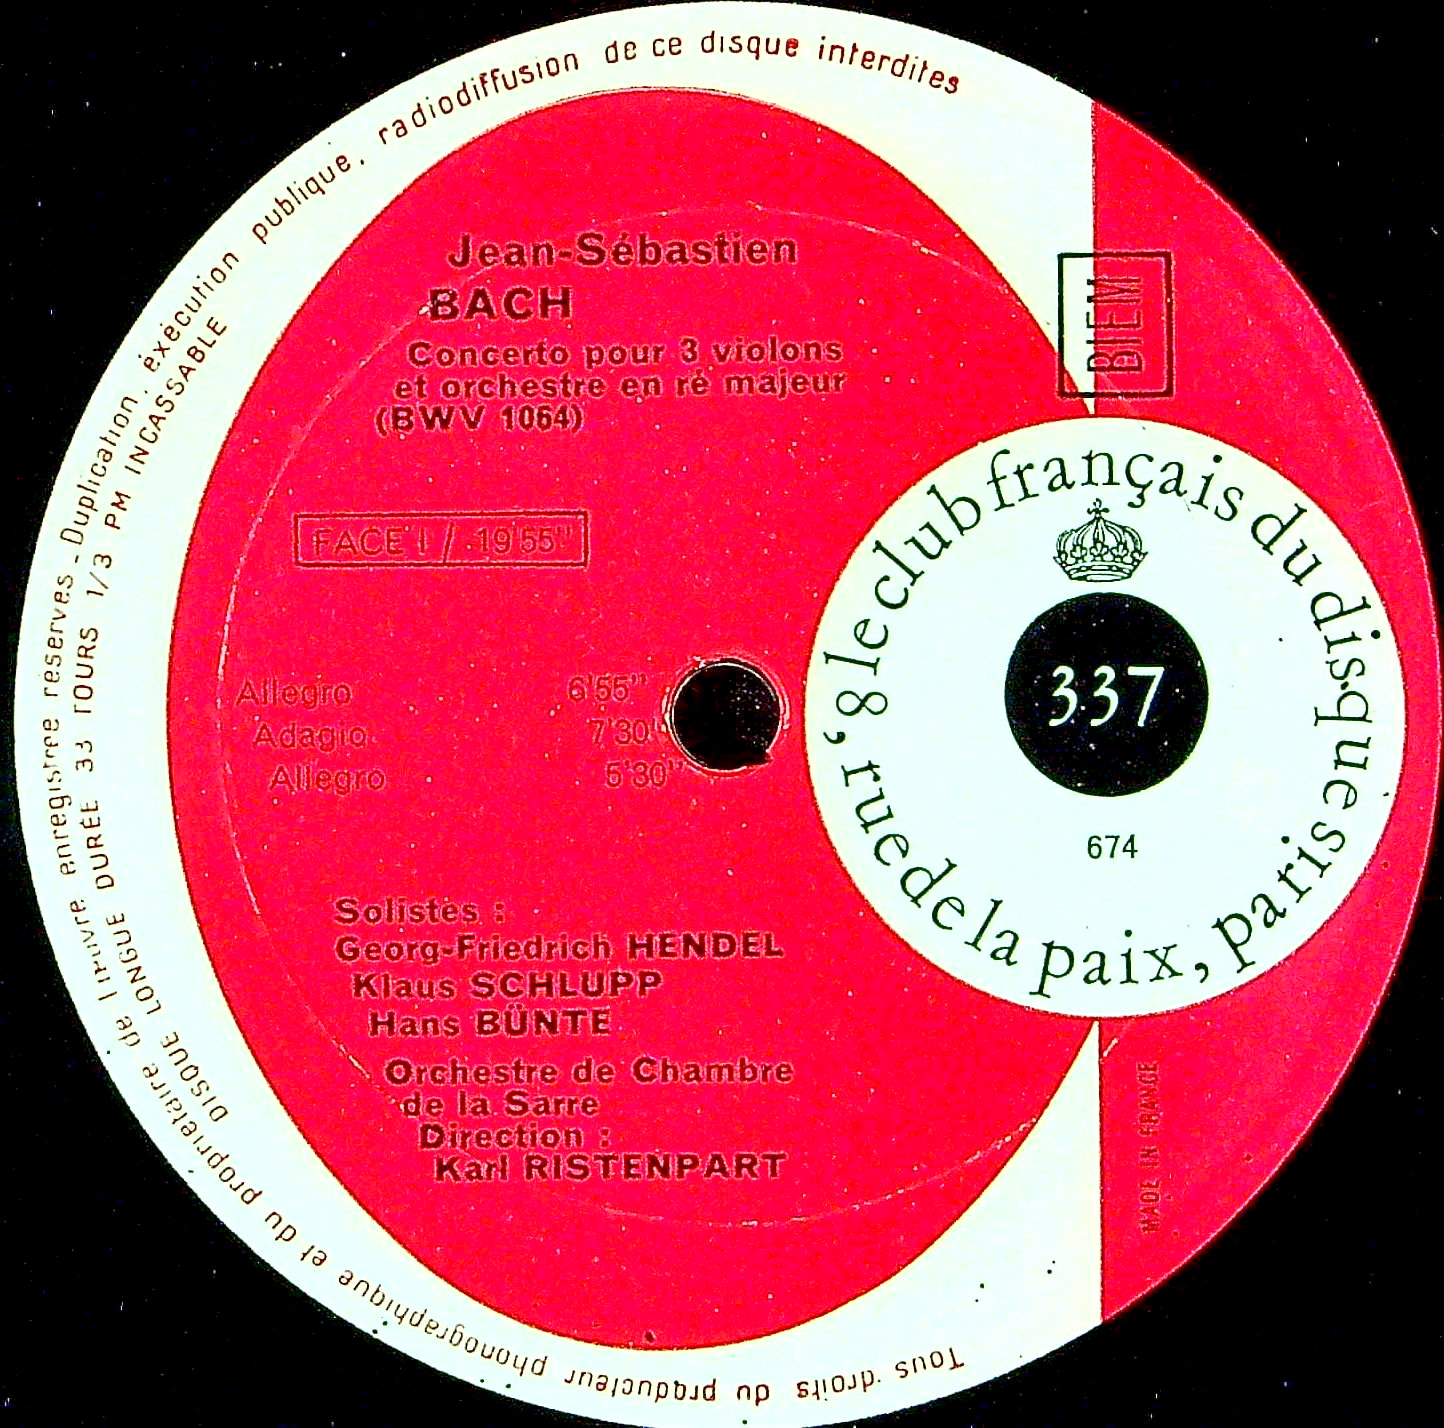 Tous droits du producteur phonographique et du proprietaire de l'œuvre enregistrée reserves - Duplication, éxécution publique, radiodiffusion de ce disque interdites
DISQUE LONGUE DURÉE 33 TOURS 1/3 PM INCASSABLE
Jean-Sébastien
BACH
Concerto pour 3 violons
et orchestre en ré majeur
(BWV 1064)
BIEM
FACE I / 19'55"
Allegro 6'55"
Adagio 7'30"
Allegro 5'30"
le club français du disque
8, rue de la paix, paris
337
674
Solistes :
Georg-Friedrich HENDEL
Klaus SCHLUPP
Hans BÜNTE
Orchestre de Chambre
de la Sarre
Direction :
Karl RISTENPART
MADE IN FRANCE